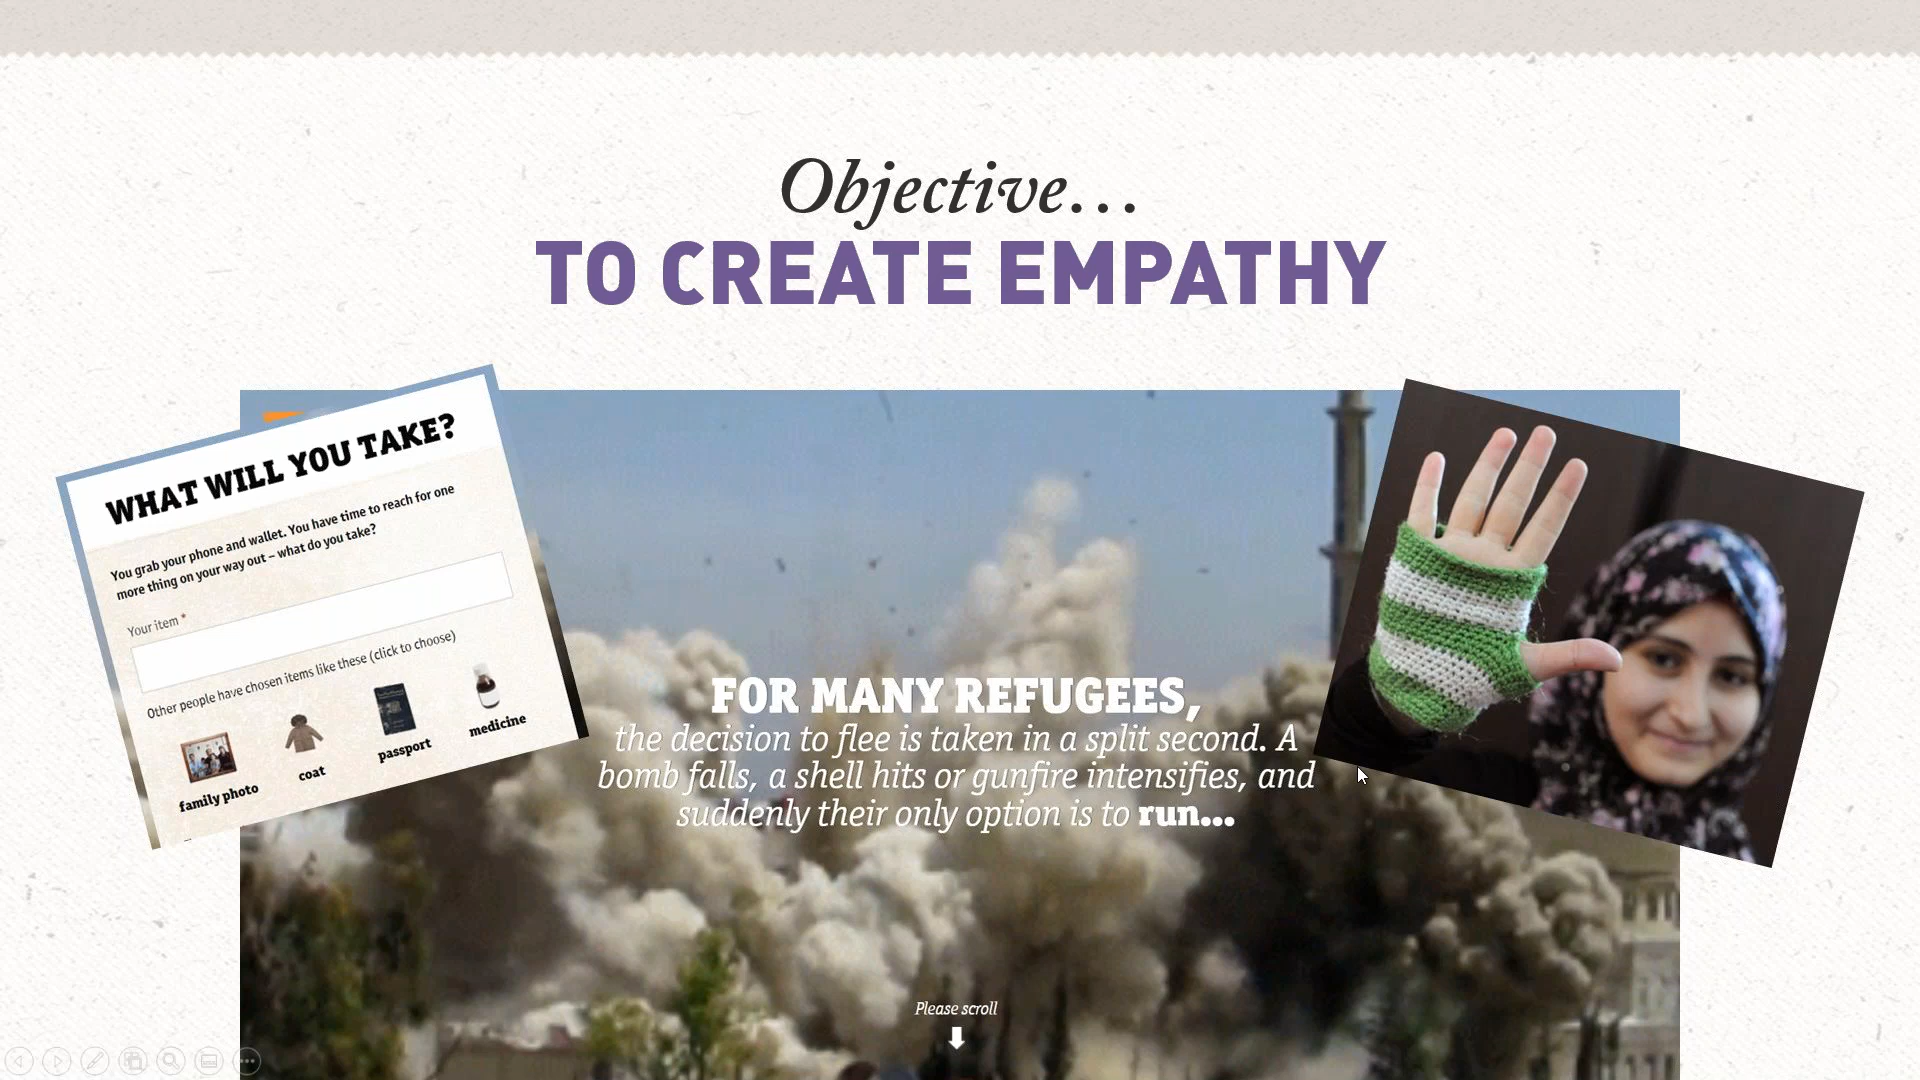 Objective…
TO CREATE EMPATHY
WHAT WILL YOU TAKE?
You grab your phone and wallet. You have time to reach for one
more thing on your way out – what do you take?
Your item *
Other people have chosen items like these (click to choose)
family photo
coat
passport
medicine
FOR MANY REFUGEES,
the decision to flee is taken in a split second. A
bomb falls, a shell hits or gunfire intensifies, and
suddenly their only option is to run...
Please scroll